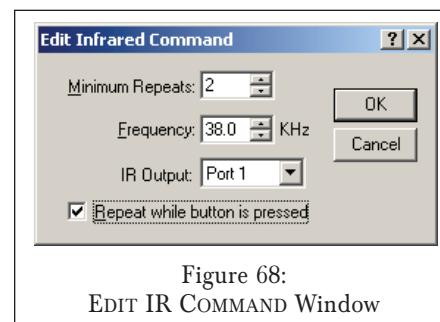 Edit Infrared Command
Minimum Repeats: 2
OK
Frequency: 38.0 KHz
Cancel
IR Output: Port 1
Repeat while button is pressed
Figure 68:
EDIT IR COMMAND Window